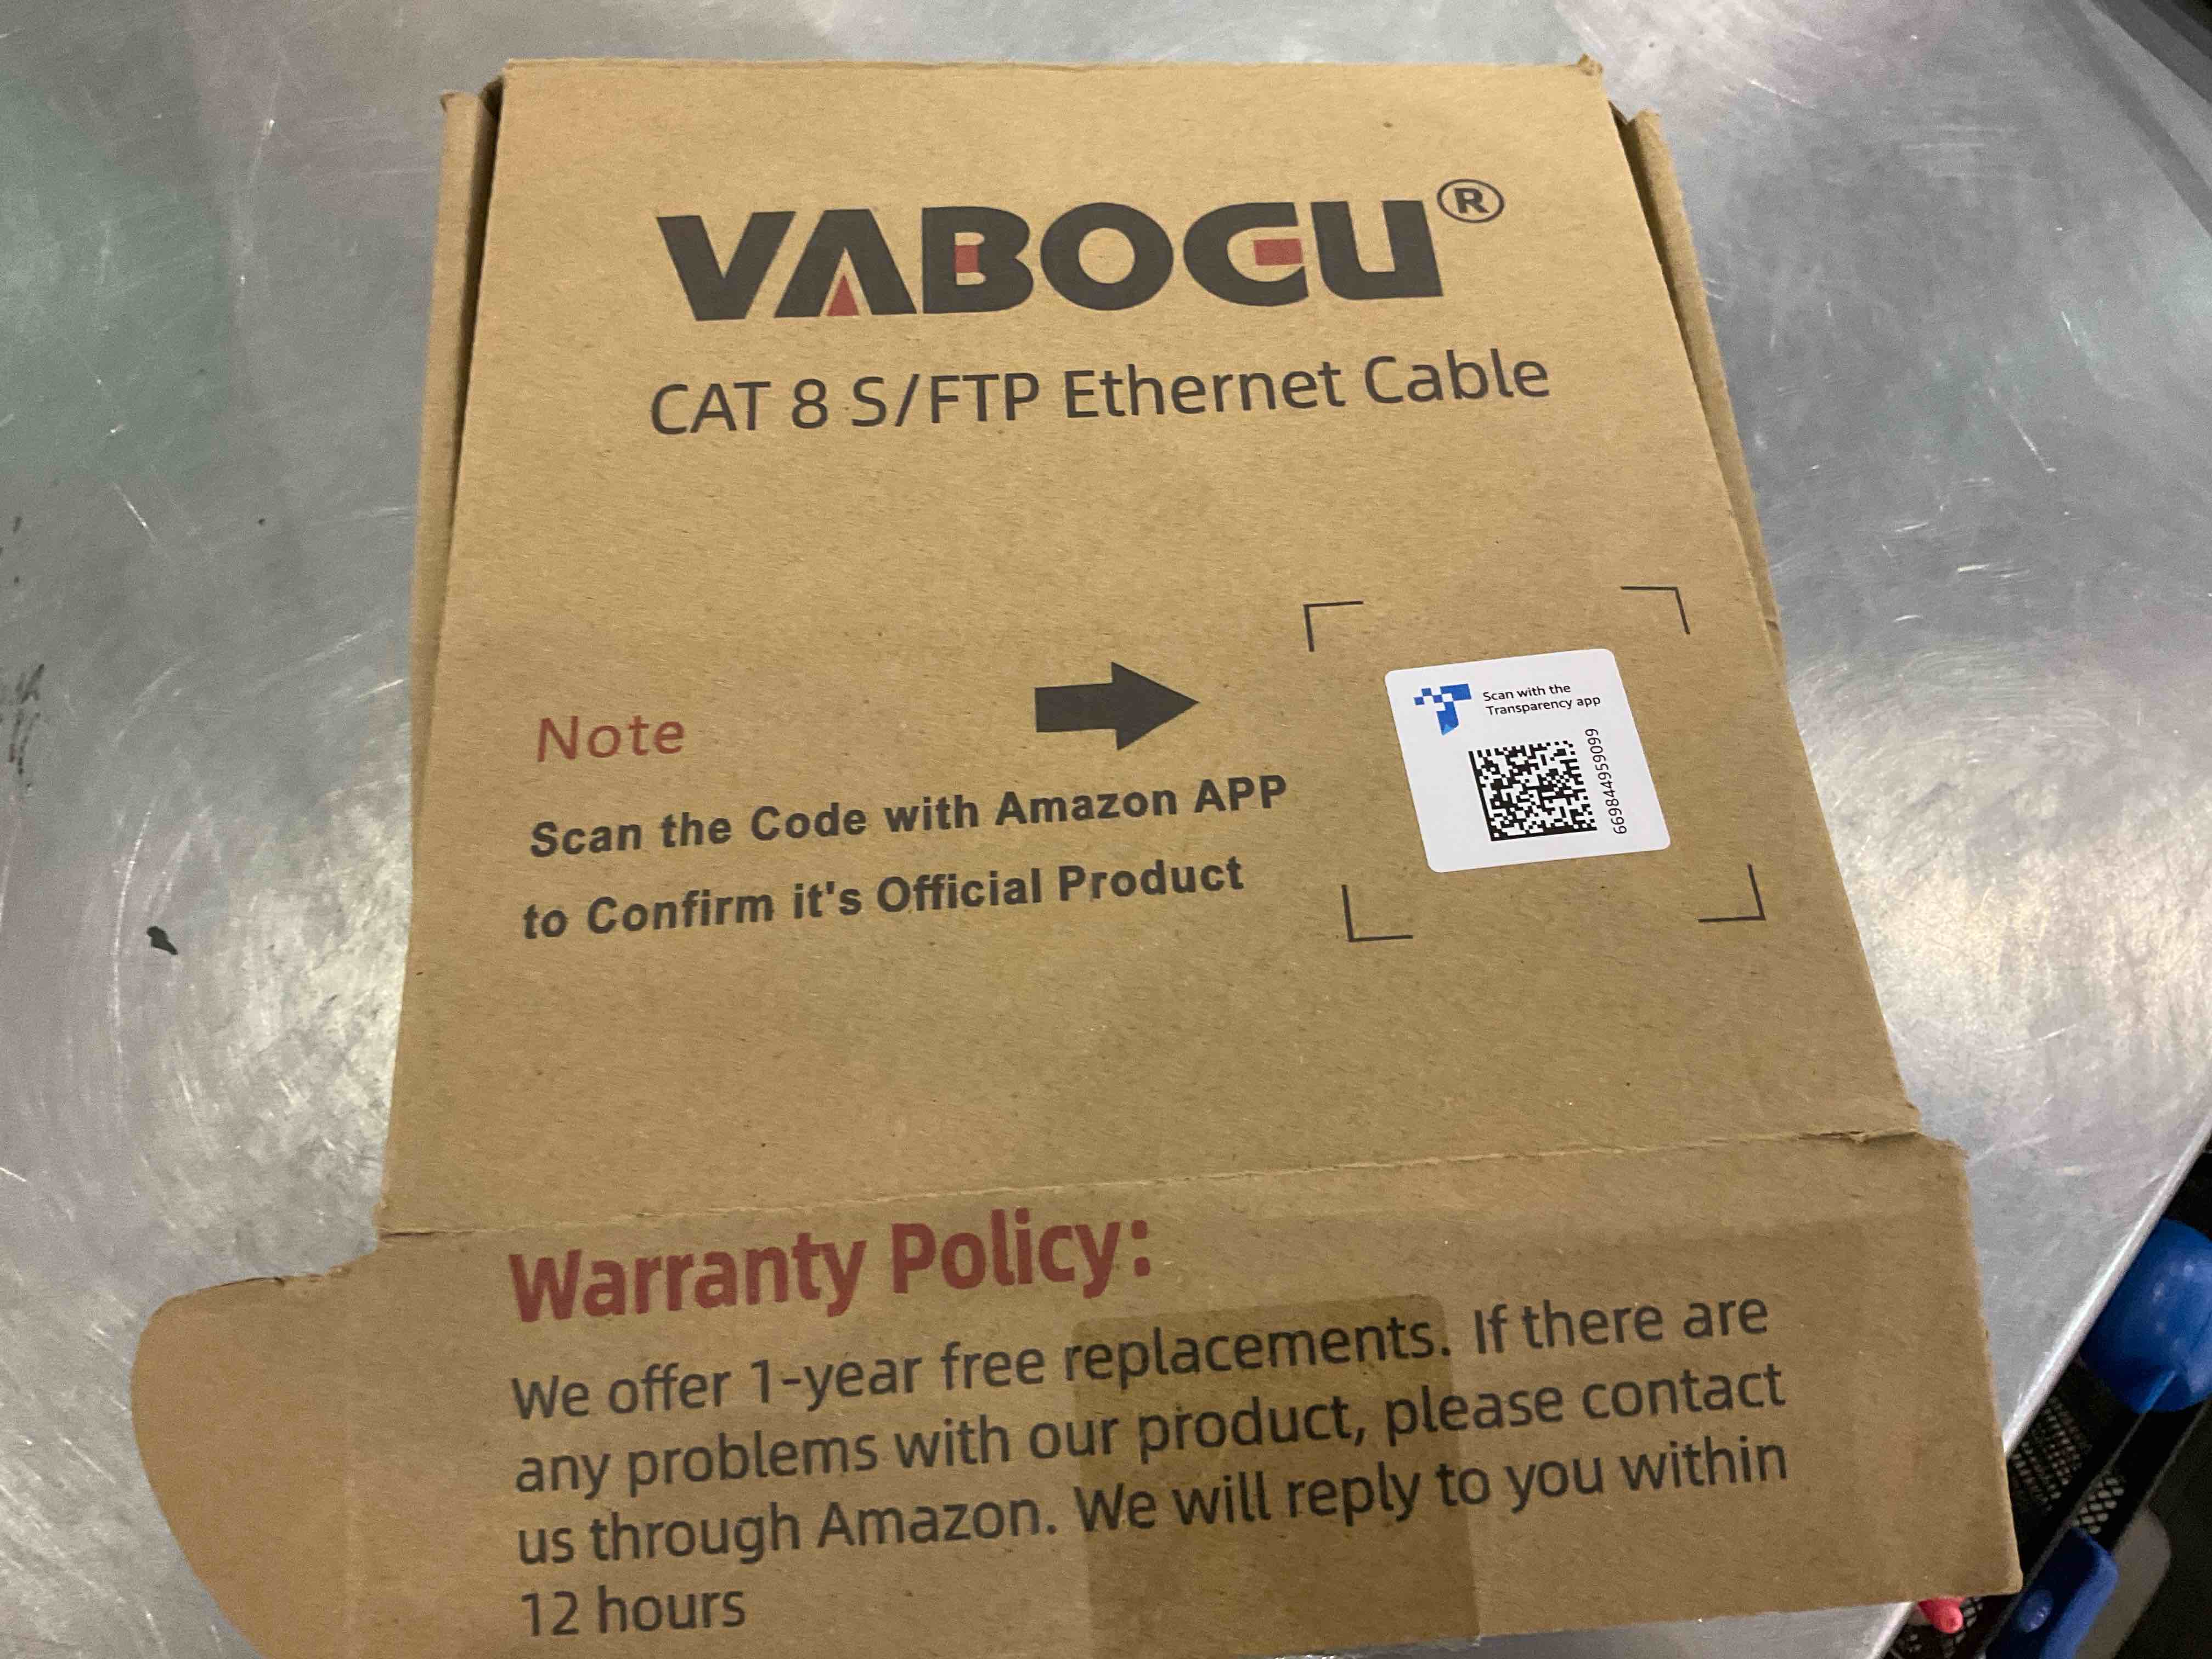 VABOGU®
CAT 8 S/FTP Ethernet Cable
Scan with the
Transparency app
66984495909​9
Note
Scan the Code with Amazon APP
to Confirm it's Official Product
Warranty Policy:
We offer 1-year free replacements. If there are
any problems with our product, please contact
us through Amazon. We will reply to you within
12 hours